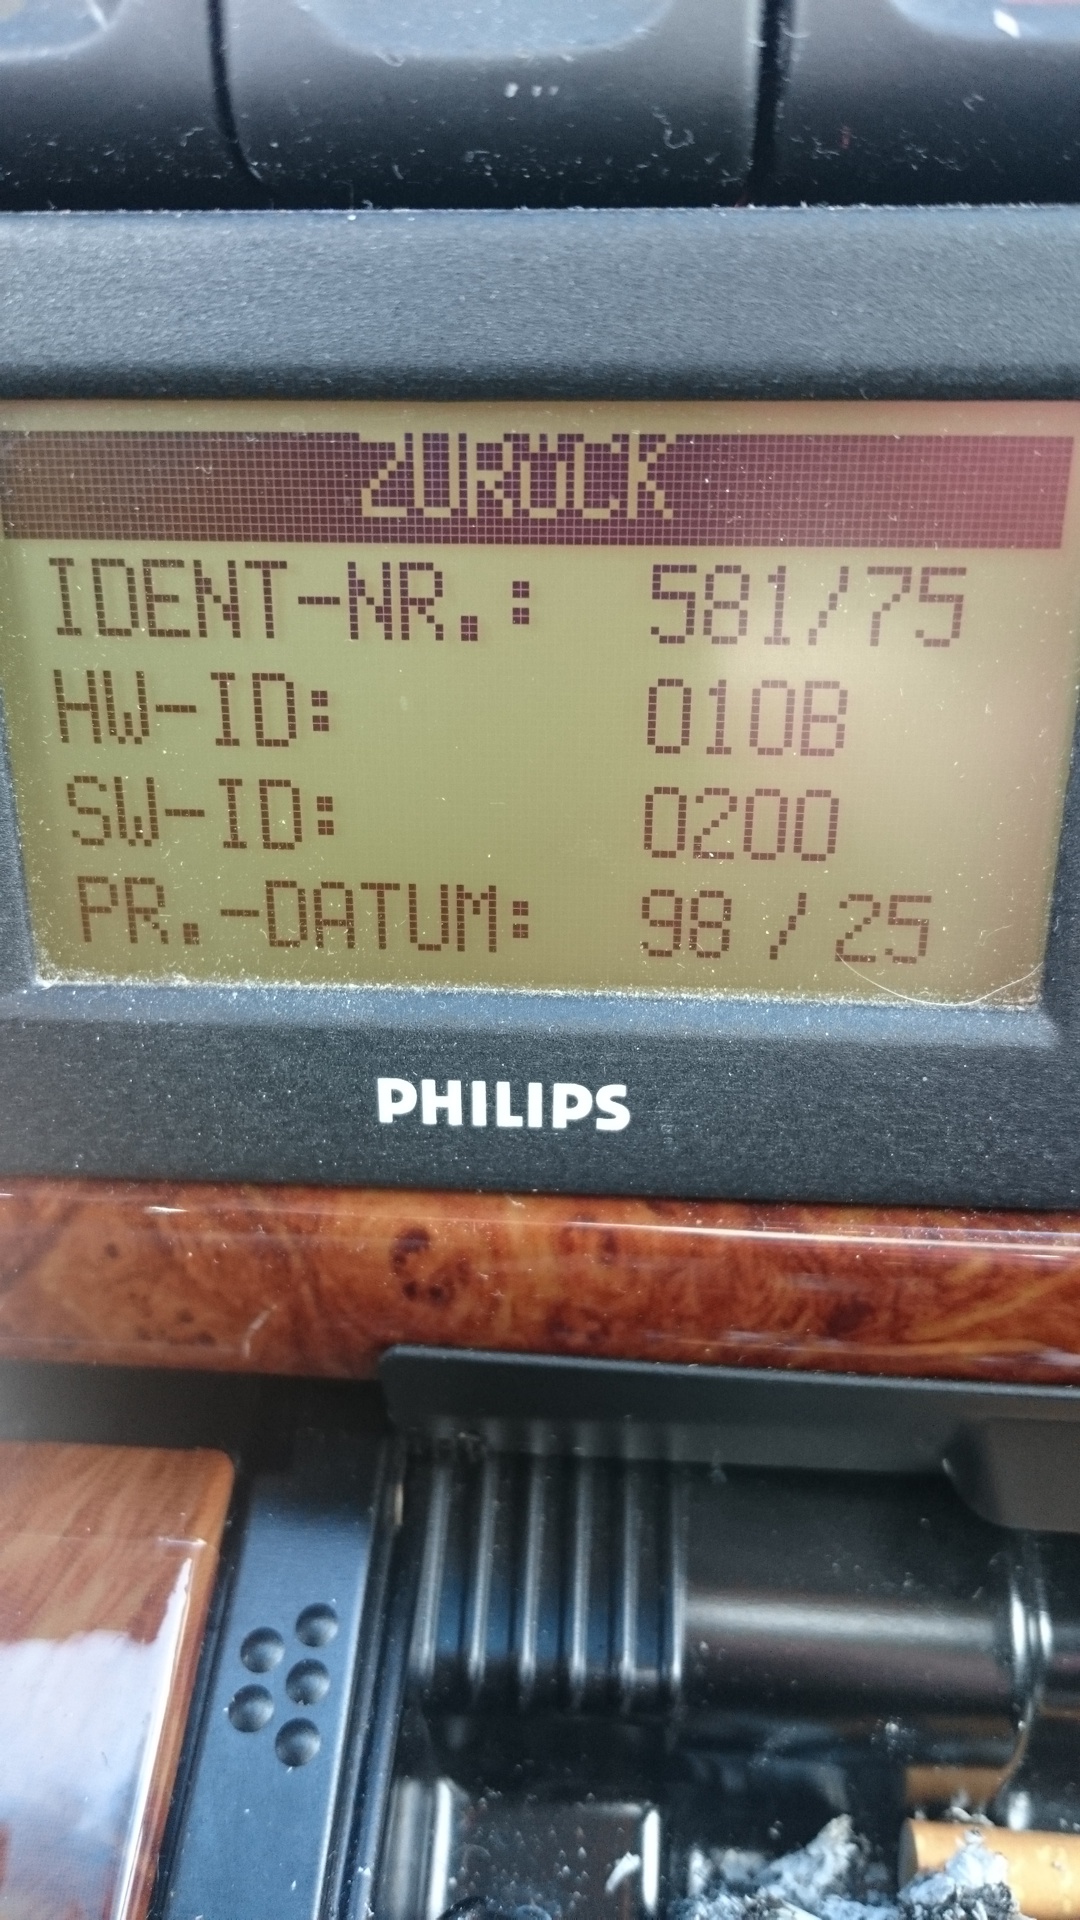 ZURÜCK
IDENT-NR.: 581/75
HW-ID: 010B
SW-ID: 0200
PR.-DATUM: 98 / 25
PHILIPS